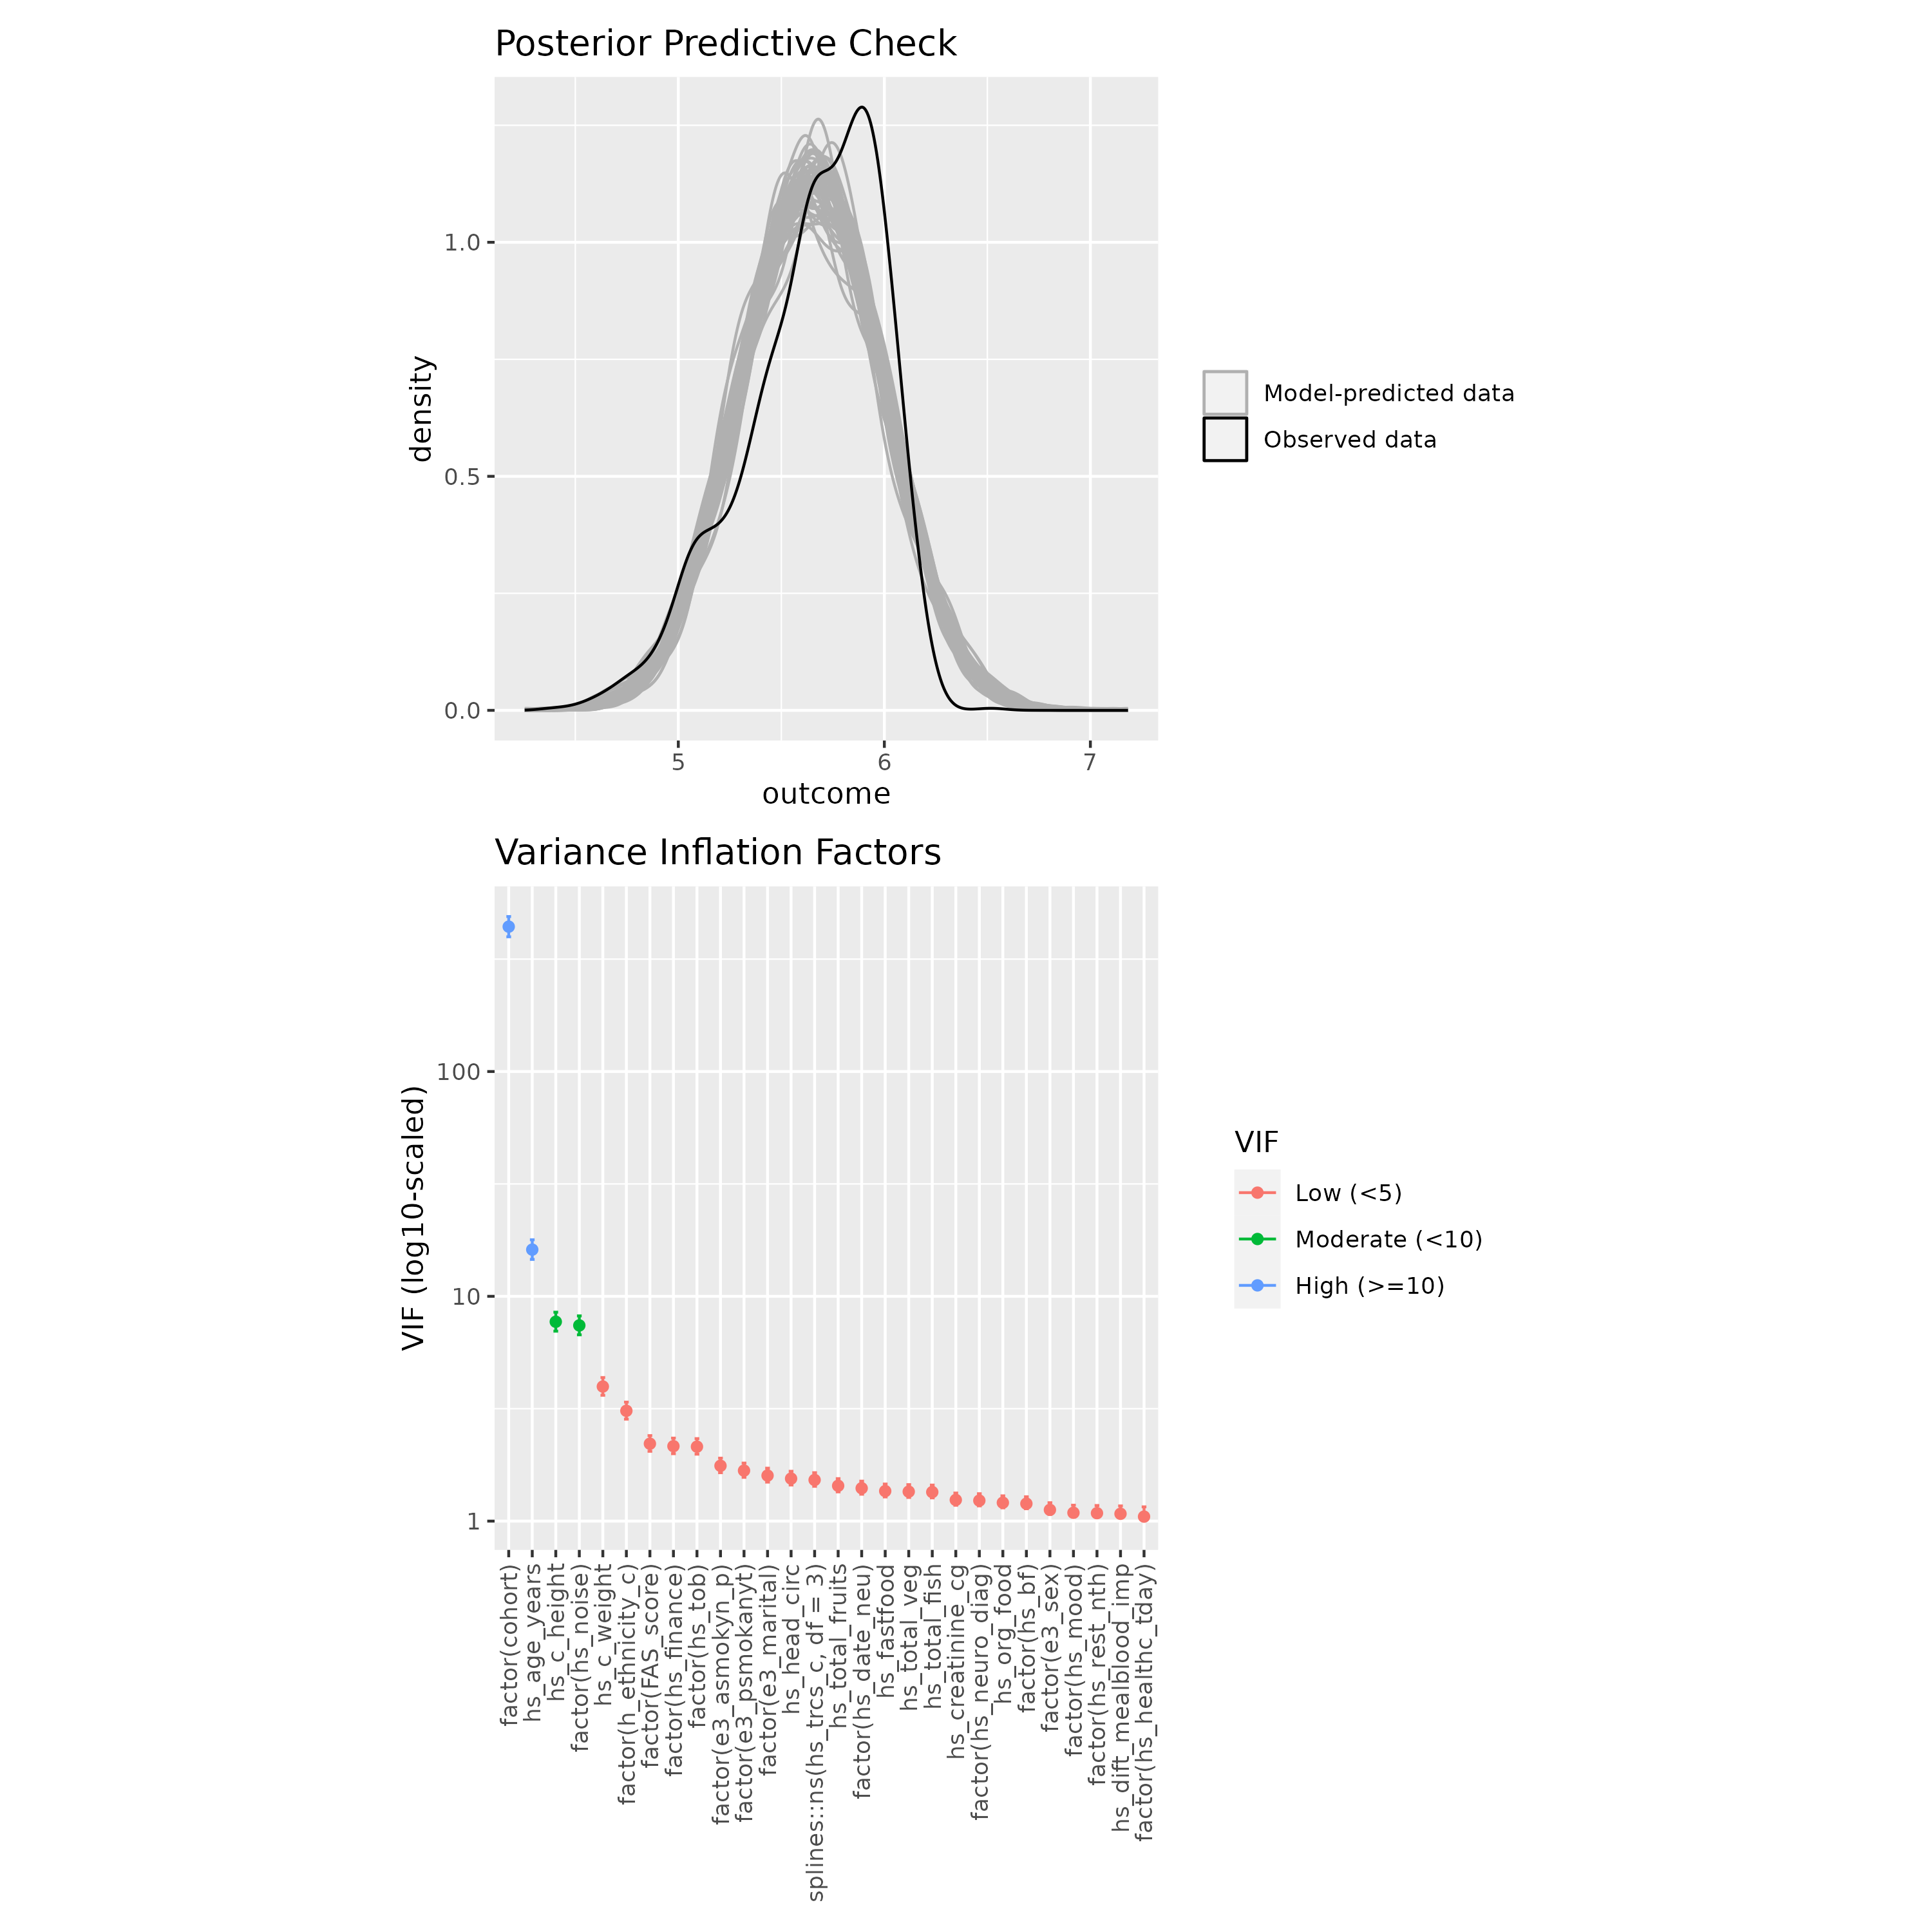 Posterior Predictive Check
density
1.0
0.5
0.0
5
6
7
outcome
Model-predicted data
Observed data
Variance Inflation Factors
VIF (log10-scaled)
100
10
1
factor(cohort)
hs_age_years
hs_c_height
factor(hs_noise)
hs_c_weight
factor(h_ethnicity_c)
factor(FAS_score)
factor(hs_finance)
factor(hs_tob)
factor(e3_asmokyn_p)
factor(e3_psmokanyt)
factor(e3_marital)
hs_head_circ
splines::ns(hs_trcs_c, df = 3)
hs_total_fruits
factor(hs_date_neu)
hs_fastfood
hs_total_veg
hs_total_fish
hs_creatinine_cg
factor(hs_neuro_diag)
hs_org_food
factor(hs_bf)
factor(e3_sex)
factor(hs_mood)
factor(hs_rest_nth)
hs_dift_mealblood_imp
factor(hs_healthc_tday)
VIF
Low (<5)
Moderate (<10)
High (>=10)